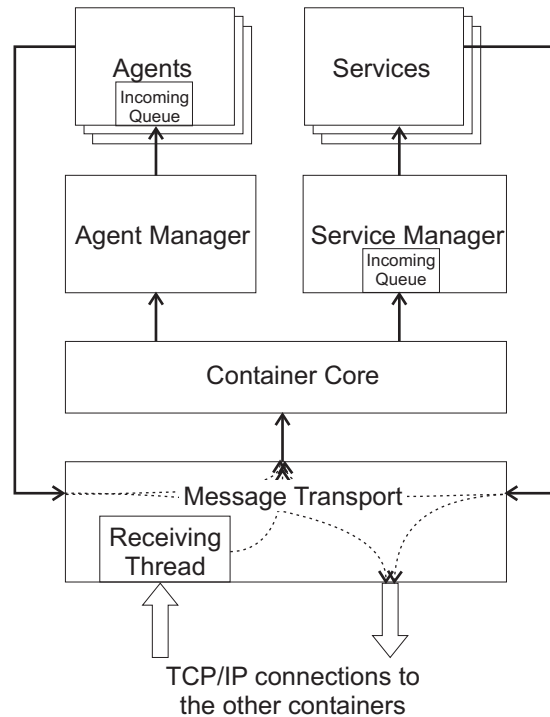 Agents
Incoming
Queue
Services
Agent Manager
Service Manager
Incoming
Queue
Container Core
Message Transport
Receiving
Thread
TCP/IP connections to
the other containers